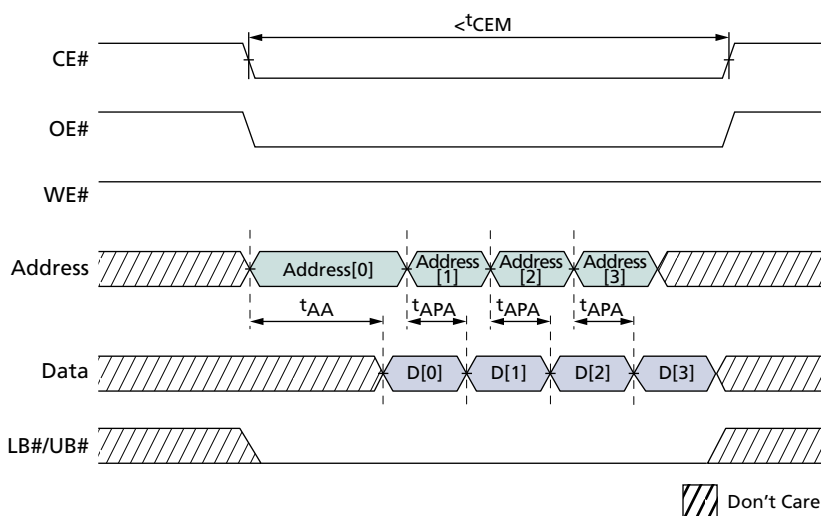 <tCEM
CE#
OE#
WE#
Address
Address[0]
Address
[1]
Address
[2]
Address
[3]
tAA
tAPA
tAPA
tAPA
Data
D[0]
D[1]
D[2]
D[3]
LB#/UB#
Don't Care